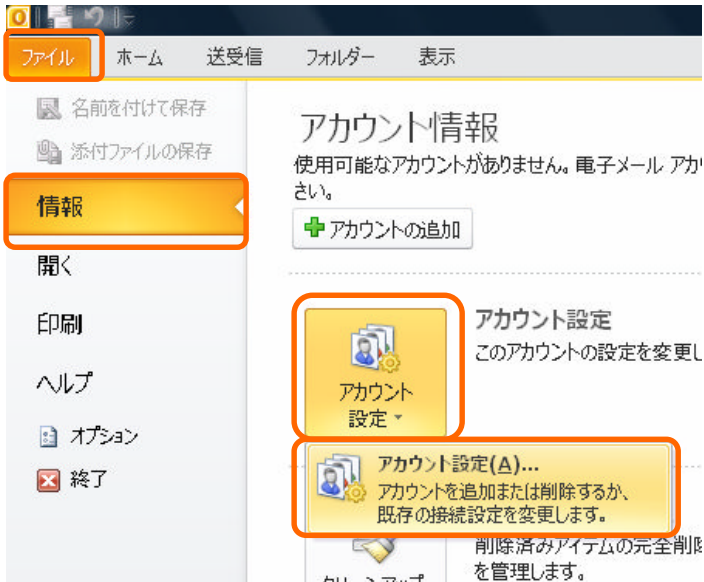 ファイル ホーム 送受信 フォルダー 表示
名前を付けて保存
添付ファイルの保存
情報
開く
印刷
ヘルプ
オプション
終了
アカウント情報
使用可能なアカウントがありません。電子メール アカ
さい。
アカウントの追加
アカウント
設定
アカウント設定
このアカウントの設定を変更し
アカウント設定(A)...
アカウントを追加または削除するか、
既存の接続設定を変更します。
削除済みアイテムの完全削除
を管理します。
クリーンアップ